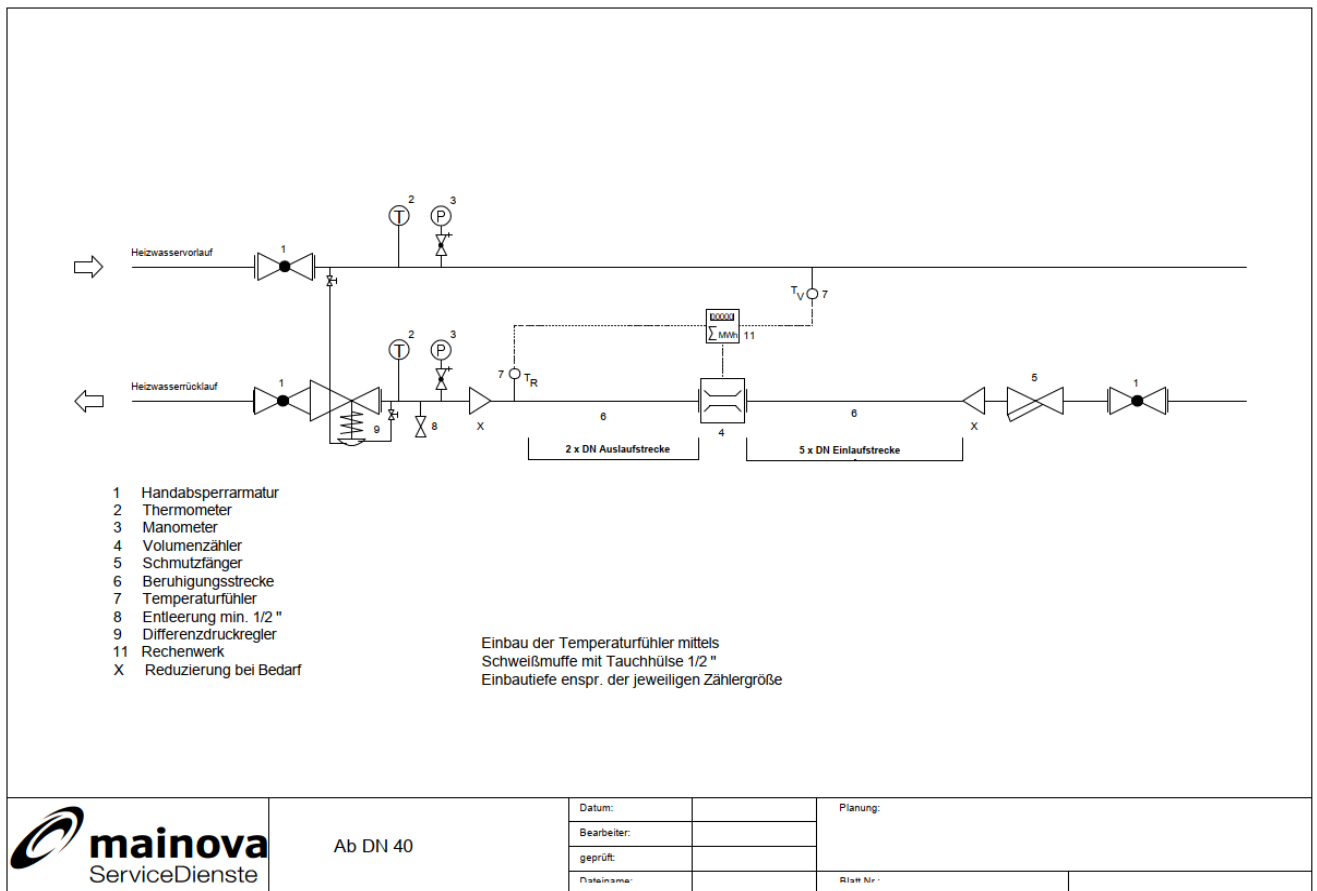 2
3
T
P
Heizwasservorlauf
1
T V
7
00000
∑ MWh
11
2
3
T
P
7
T R
Heizwasserrücklauf
1
5
1
9
8
X
6
4
6
X
2 x DN Auslaufstrecke
5 x DN Einlaufstrecke
1 Handabsperrarmatur
2 Thermometer
3 Manometer
4 Volumenzähler
5 Schmutzfänger
6 Beruhigungsstrecke
7 Temperaturfühler
8 Entleerung min. 1/2 "
9 Differenzdruckregler
11 Rechenwerk
X Reduzierung bei Bedarf
Einbau der Temperaturfühler mittels
Schweißmuffe mit Tauchhülse 1/2 "
Einbautiefe enspr. der jeweiligen Zählergröße
mainova
ServiceDienste
Ab DN 40
Datum:
Bearbeiter:
geprüft:
Dateiname:
Planung:
Blatt Nr.: